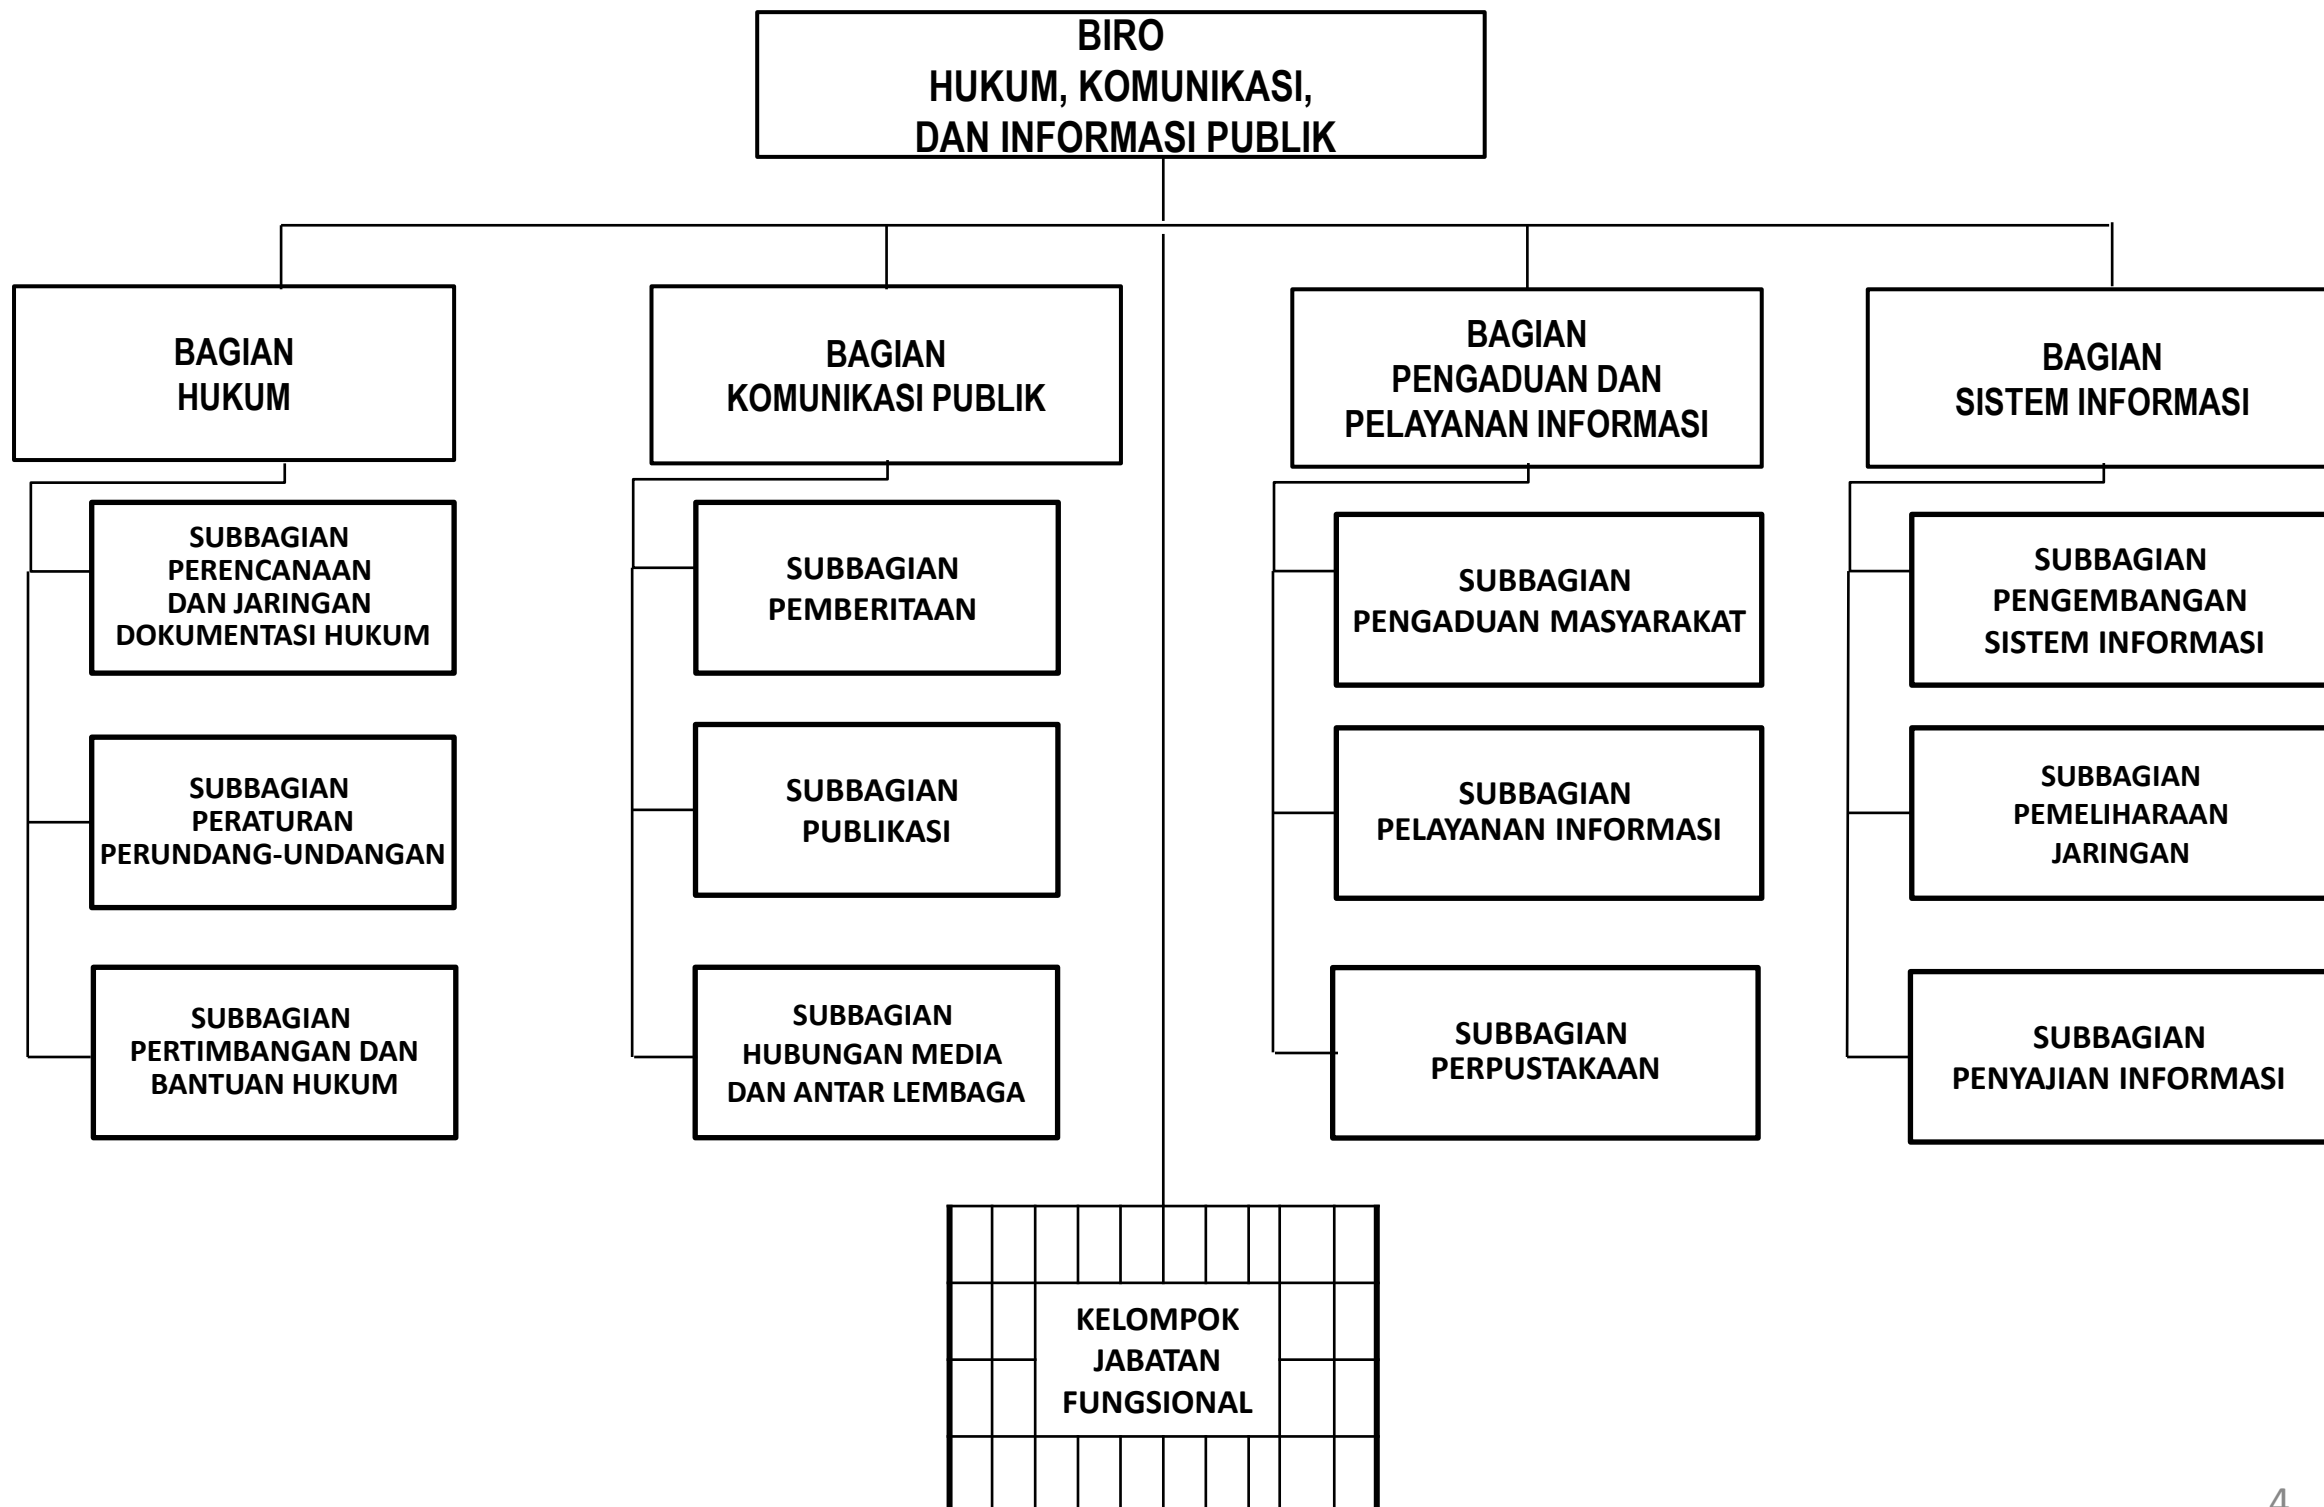 BIRO
HUKUM, KOMUNIKASI,
DAN INFORMASI PUBLIK
BAGIAN
HUKUM
BAGIAN
KOMUNIKASI PUBLIK
BAGIAN
PENGADUAN DAN
PELAYANAN INFORMASI
BAGIAN
SISTEM INFORMASI
SUBBAGIAN
PERENCANAAN
DAN JARINGAN
DOKUMENTASI HUKUM
SUBBAGIAN
PEMBERITAAN
SUBBAGIAN
PENGADUAN MASYARAKAT
SUBBAGIAN
PENGEMBANGAN
SISTEM INFORMASI
SUBBAGIAN
PERATURAN
PERUNDANG-UNDANGAN
SUBBAGIAN
PUBLIKASI
SUBBAGIAN
PELAYANAN INFORMASI
SUBBAGIAN
PEMELIHARAAN
JARINGAN
SUBBAGIAN
PERTIMBANGAN DAN
BANTUAN HUKUM
SUBBAGIAN
HUBUNGAN MEDIA
DAN ANTAR LEMBAGA
SUBBAGIAN
PERPUSTAKAAN
SUBBAGIAN
PENYAJIAN INFORMASI
KELOMPOK
JABATAN
FUNGSIONAL
4